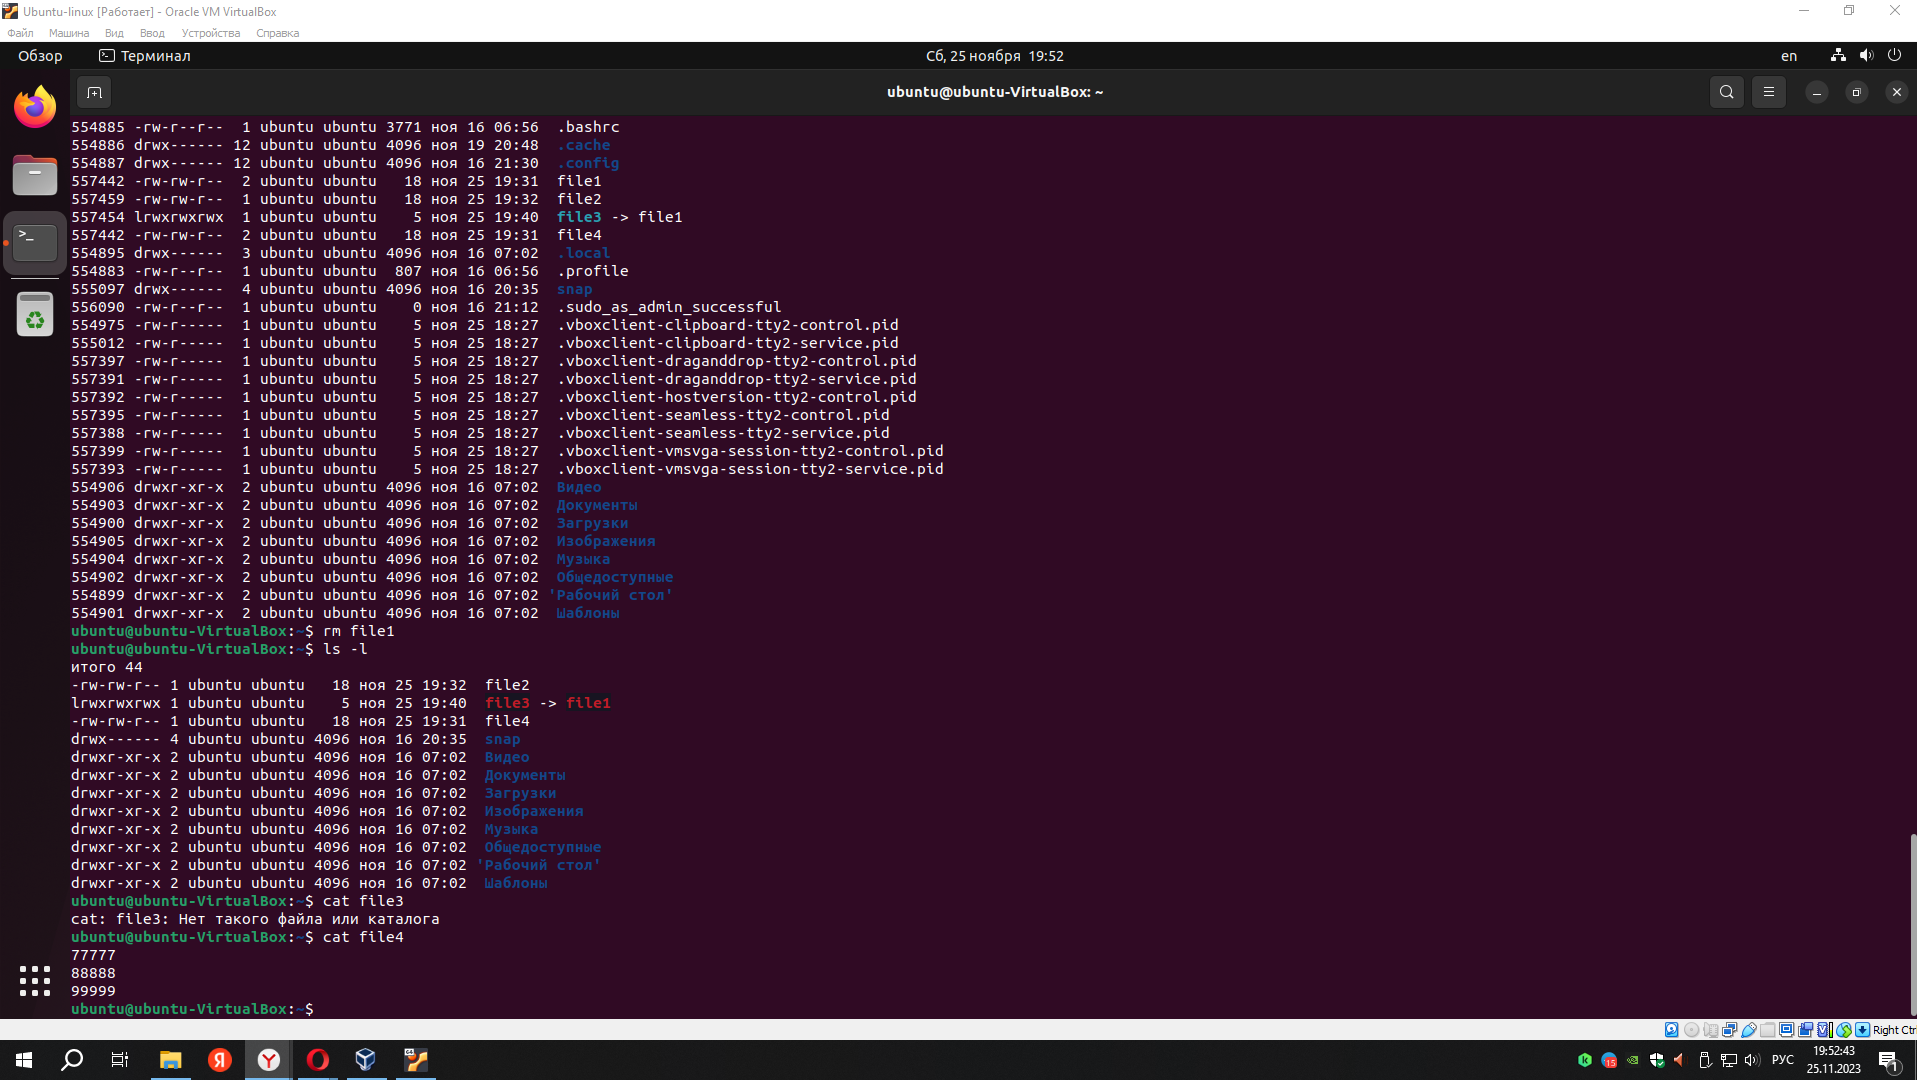 Ubuntu-linux [Работает] - Oracle VM VirtualBox
Файл Машина Вид Ввод Устройства Справка
Обзор Терминал Сб, 25 ноября 19:52 en
ubuntu@ubuntu-VirtualBox: ~
554885 -rw-r--r--  1 ubuntu ubuntu 3771 ноя 16 06:56  .bashrc
554886 drwx------ 12 ubuntu ubuntu 4096 ноя 19 20:48  .cache
554887 drwx------ 12 ubuntu ubuntu 4096 ноя 16 21:30  .config
557442 -rw-rw-r--  2 ubuntu ubuntu   18 ноя 25 19:31  file1
557459 -rw-rw-r--  1 ubuntu ubuntu   18 ноя 25 19:32  file2
557454 lrwxrwxrwx  1 ubuntu ubuntu    5 ноя 25 19:40  file3 -> file1
557442 -rw-rw-r--  2 ubuntu ubuntu   18 ноя 25 19:31  file4
554895 drwx------  3 ubuntu ubuntu 4096 ноя 16 07:02  .local
554883 -rw-r--r--  1 ubuntu ubuntu  807 ноя 16 06:56  .profile
555097 drwx------  4 ubuntu ubuntu 4096 ноя 16 20:35  snap
556090 -rw-r--r--  1 ubuntu ubuntu    0 ноя 16 21:12  .sudo_as_admin_successful
554975 -rw-r-----  1 ubuntu ubuntu    5 ноя 25 18:27  .vboxclient-clipboard-tty2-control.pid
555012 -rw-r-----  1 ubuntu ubuntu    5 ноя 25 18:27  .vboxclient-clipboard-tty2-service.pid
557397 -rw-r-----  1 ubuntu ubuntu    5 ноя 25 18:27  .vboxclient-draganddrop-tty2-control.pid
557391 -rw-r-----  1 ubuntu ubuntu    5 ноя 25 18:27  .vboxclient-draganddrop-tty2-service.pid
557392 -rw-r-----  1 ubuntu ubuntu    5 ноя 25 18:27  .vboxclient-hostversion-tty2-control.pid
557395 -rw-r-----  1 ubuntu ubuntu    5 ноя 25 18:27  .vboxclient-seamless-tty2-control.pid
557388 -rw-r-----  1 ubuntu ubuntu    5 ноя 25 18:27  .vboxclient-seamless-tty2-service.pid
557399 -rw-r-----  1 ubuntu ubuntu    5 ноя 25 18:27  .vboxclient-vmsvga-session-tty2-control.pid
557393 -rw-r-----  1 ubuntu ubuntu    5 ноя 25 18:27  .vboxclient-vmsvga-session-tty2-service.pid
554906 drwxr-xr-x  2 ubuntu ubuntu 4096 ноя 16 07:02  Видео
554903 drwxr-xr-x  2 ubuntu ubuntu 4096 ноя 16 07:02  Документы
554900 drwxr-xr-x  2 ubuntu ubuntu 4096 ноя 16 07:02  Загрузки
554905 drwxr-xr-x  2 ubuntu ubuntu 4096 ноя 16 07:02  Изображения
554904 drwxr-xr-x  2 ubuntu ubuntu 4096 ноя 16 07:02  Музыка
554902 drwxr-xr-x  2 ubuntu ubuntu 4096 ноя 16 07:02  Общедоступные
554899 drwxr-xr-x  2 ubuntu ubuntu 4096 ноя 16 07:02 'Рабочий стол'
554901 drwxr-xr-x  2 ubuntu ubuntu 4096 ноя 16 07:02  Шаблоны
ubuntu@ubuntu-VirtualBox:~$ rm file1
ubuntu@ubuntu-VirtualBox:~$ ls -l
итого 44
-rw-rw-r-- 1 ubuntu ubuntu   18 ноя 25 19:32  file2
lrwxrwxrwx 1 ubuntu ubuntu    5 ноя 25 19:40  file3 -> file1
-rw-rw-r-- 1 ubuntu ubuntu   18 ноя 25 19:31  file4
drwx------ 4 ubuntu ubuntu 4096 ноя 16 20:35  snap
drwxr-xr-x 2 ubuntu ubuntu 4096 ноя 16 07:02  Видео
drwxr-xr-x 2 ubuntu ubuntu 4096 ноя 16 07:02  Документы
drwxr-xr-x 2 ubuntu ubuntu 4096 ноя 16 07:02  Загрузки
drwxr-xr-x 2 ubuntu ubuntu 4096 ноя 16 07:02  Изображения
drwxr-xr-x 2 ubuntu ubuntu 4096 ноя 16 07:02  Музыка
drwxr-xr-x 2 ubuntu ubuntu 4096 ноя 16 07:02  Общедоступные
drwxr-xr-x 2 ubuntu ubuntu 4096 ноя 16 07:02 'Рабочий стол'
drwxr-xr-x 2 ubuntu ubuntu 4096 ноя 16 07:02  Шаблоны
ubuntu@ubuntu-VirtualBox:~$ cat file3
cat: file3: Нет такого файла или каталога
ubuntu@ubuntu-VirtualBox:~$ cat file4
77777
88888
99999
ubuntu@ubuntu-VirtualBox:~$
Right Ctrl
РУС 19:52:43
25.11.2023